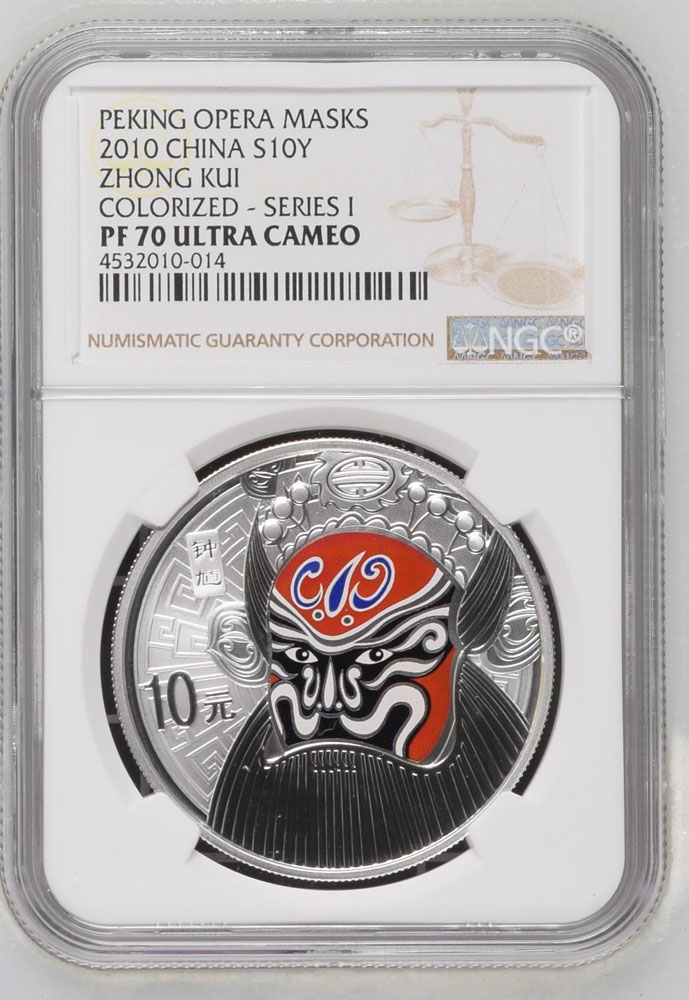 PEKING OPERA MASKS
2010 CHINA S10Y
ZHONG KUI
COLORIZED - SERIES I
PF 70 ULTRA CAMEO
4532010-014
NUMISMATIC GUARANTY CORPORATION
NGC®
钟馗
10元